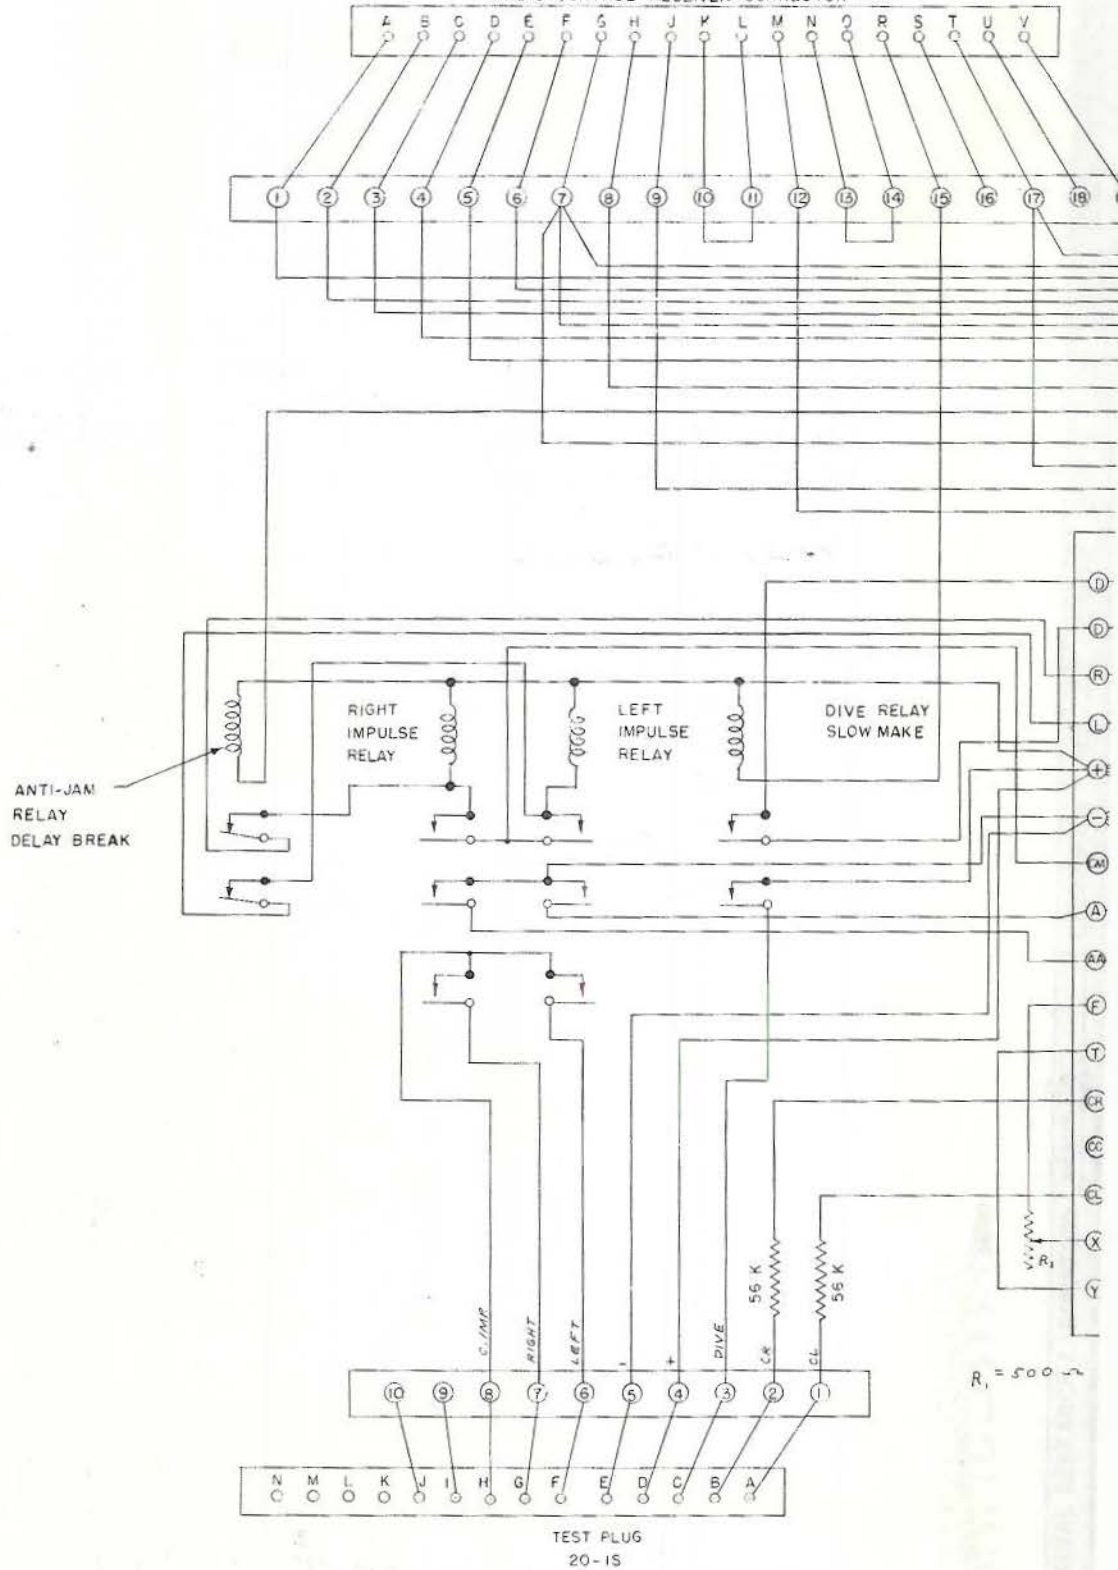 RECEIVER CONNECTOR
A B C D E F G H J K L M N O R S T U V
1 2 3 4 5 6 7 8 9 10 11 12 13 14 15 16 17 18
D
D
R
L
+
-
CM
A
AA
F
T
CR
CC
CL
X
Y
RIGHT
IMPULSE
RELAY
LEFT
IMPULSE
RELAY
DIVE RELAY
SLOW MAKE
ANTI-JAM
RELAY
DELAY BREAK
56 K
56 K
R₁
R₁ = 500 Ω
C. IMP.
RIGHT
LEFT
-
+
DIVE
CR
CL
10 9 8 7 6 5 4 3 2 1
N M L K J I H G F E D C B A
TEST PLUG
20-1S